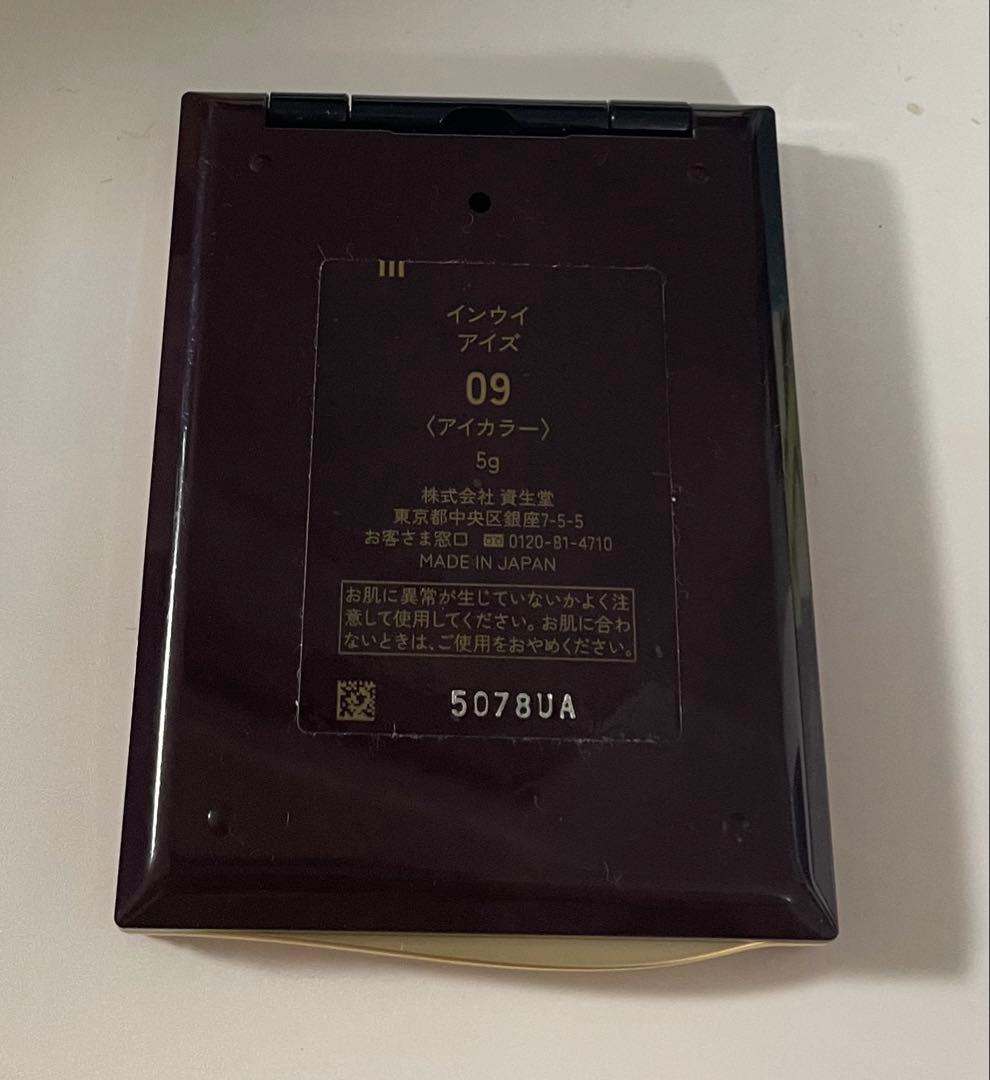 インウイ
アイズ
09
〈アイカラー〉
5g
株式会社 資生堂
東京都中央区銀座7-5-5
お客さま窓口 0120-81-4710
MADE IN JAPAN
お肌に異常が生じていないかよく注
意して使用してください。お肌に合わ
ないときは、ご使用をおやめください。
5078UA